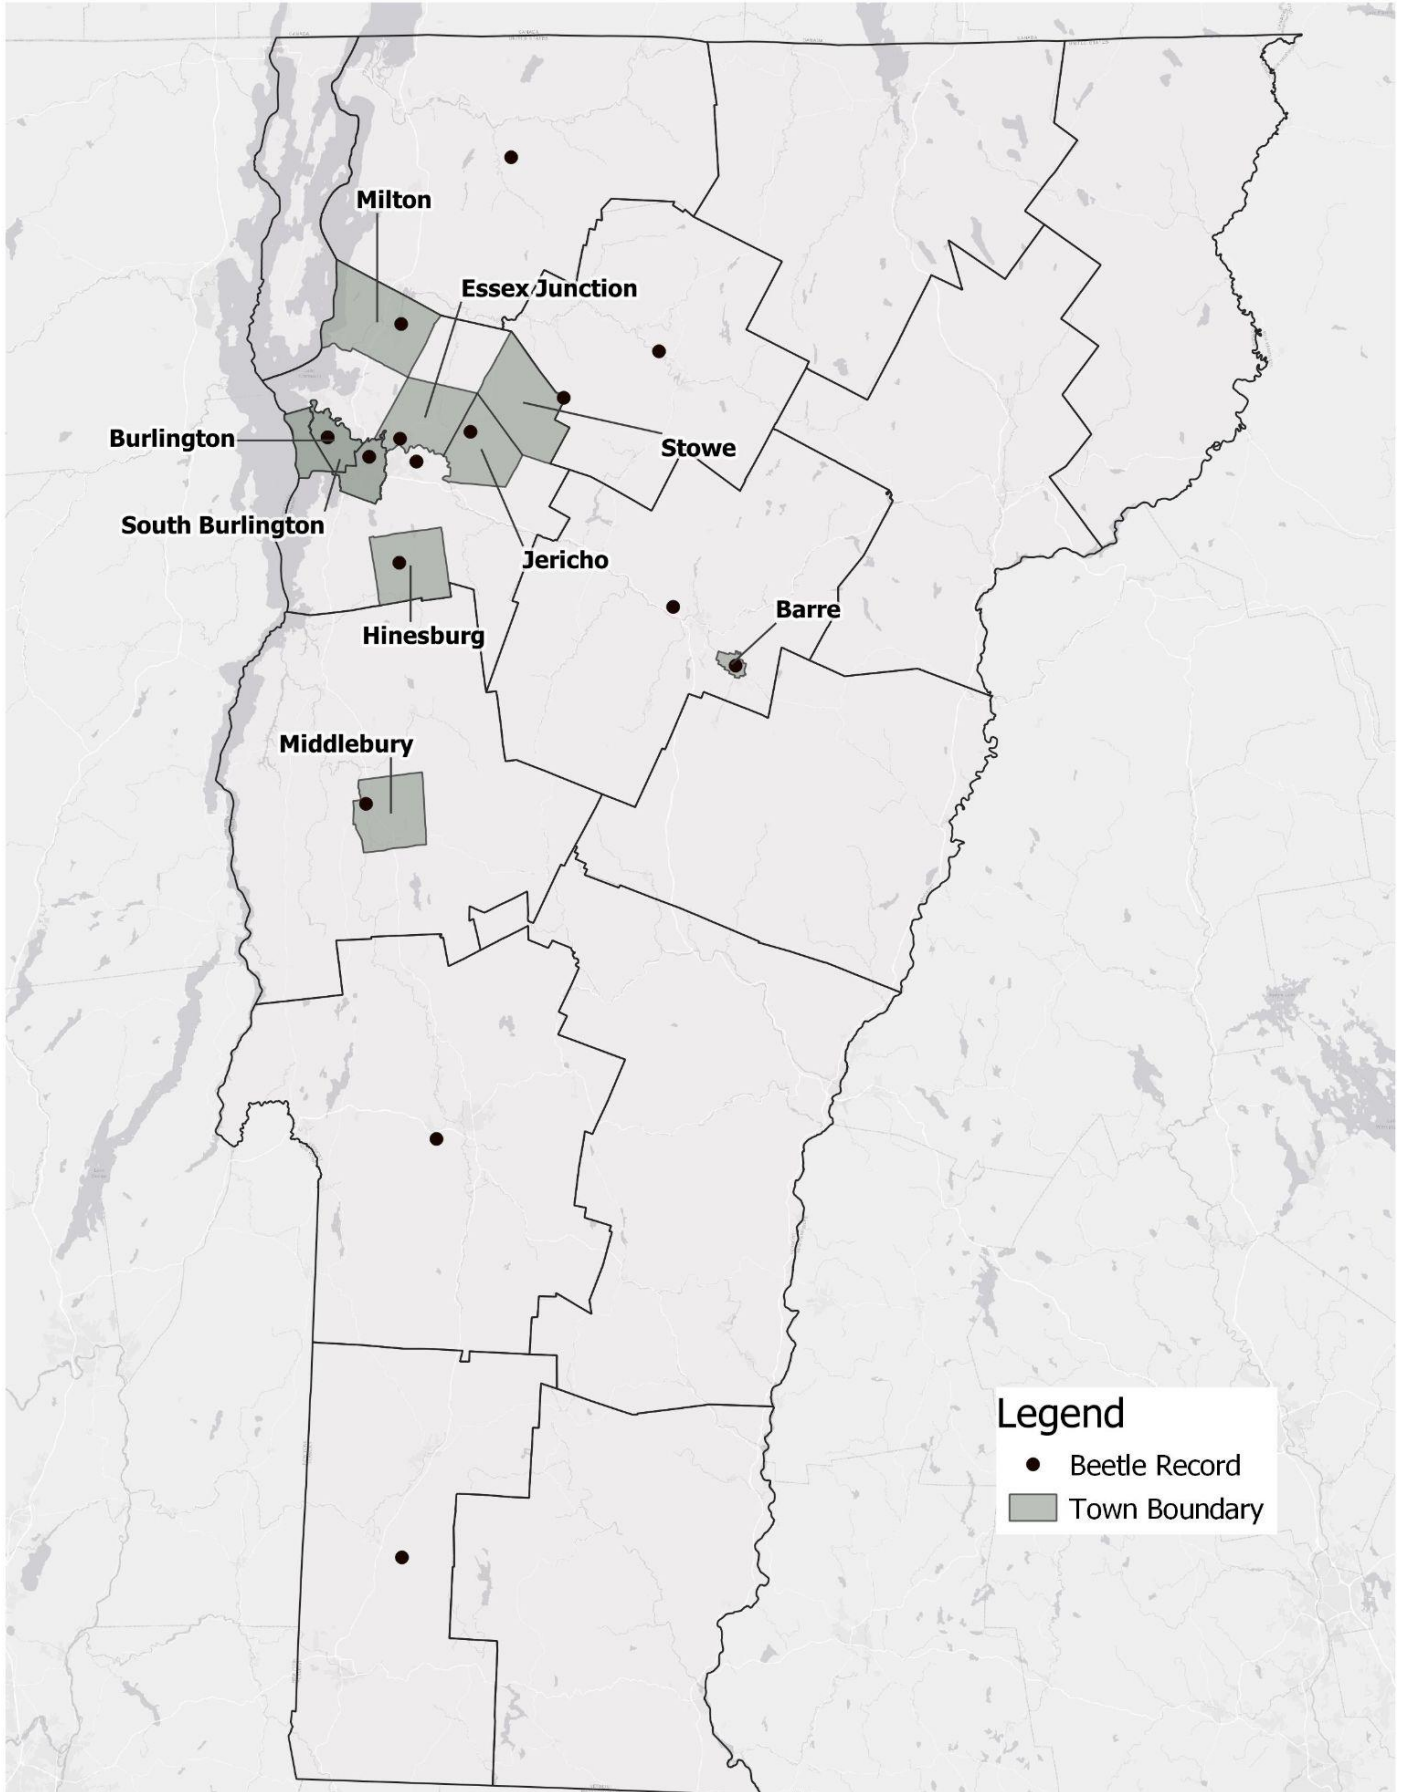 Milton
Essex Junction
Burlington
Stowe
South Burlington
Jericho
Barre
Hinesburg
Middlebury
Legend
Beetle Record
Town Boundary